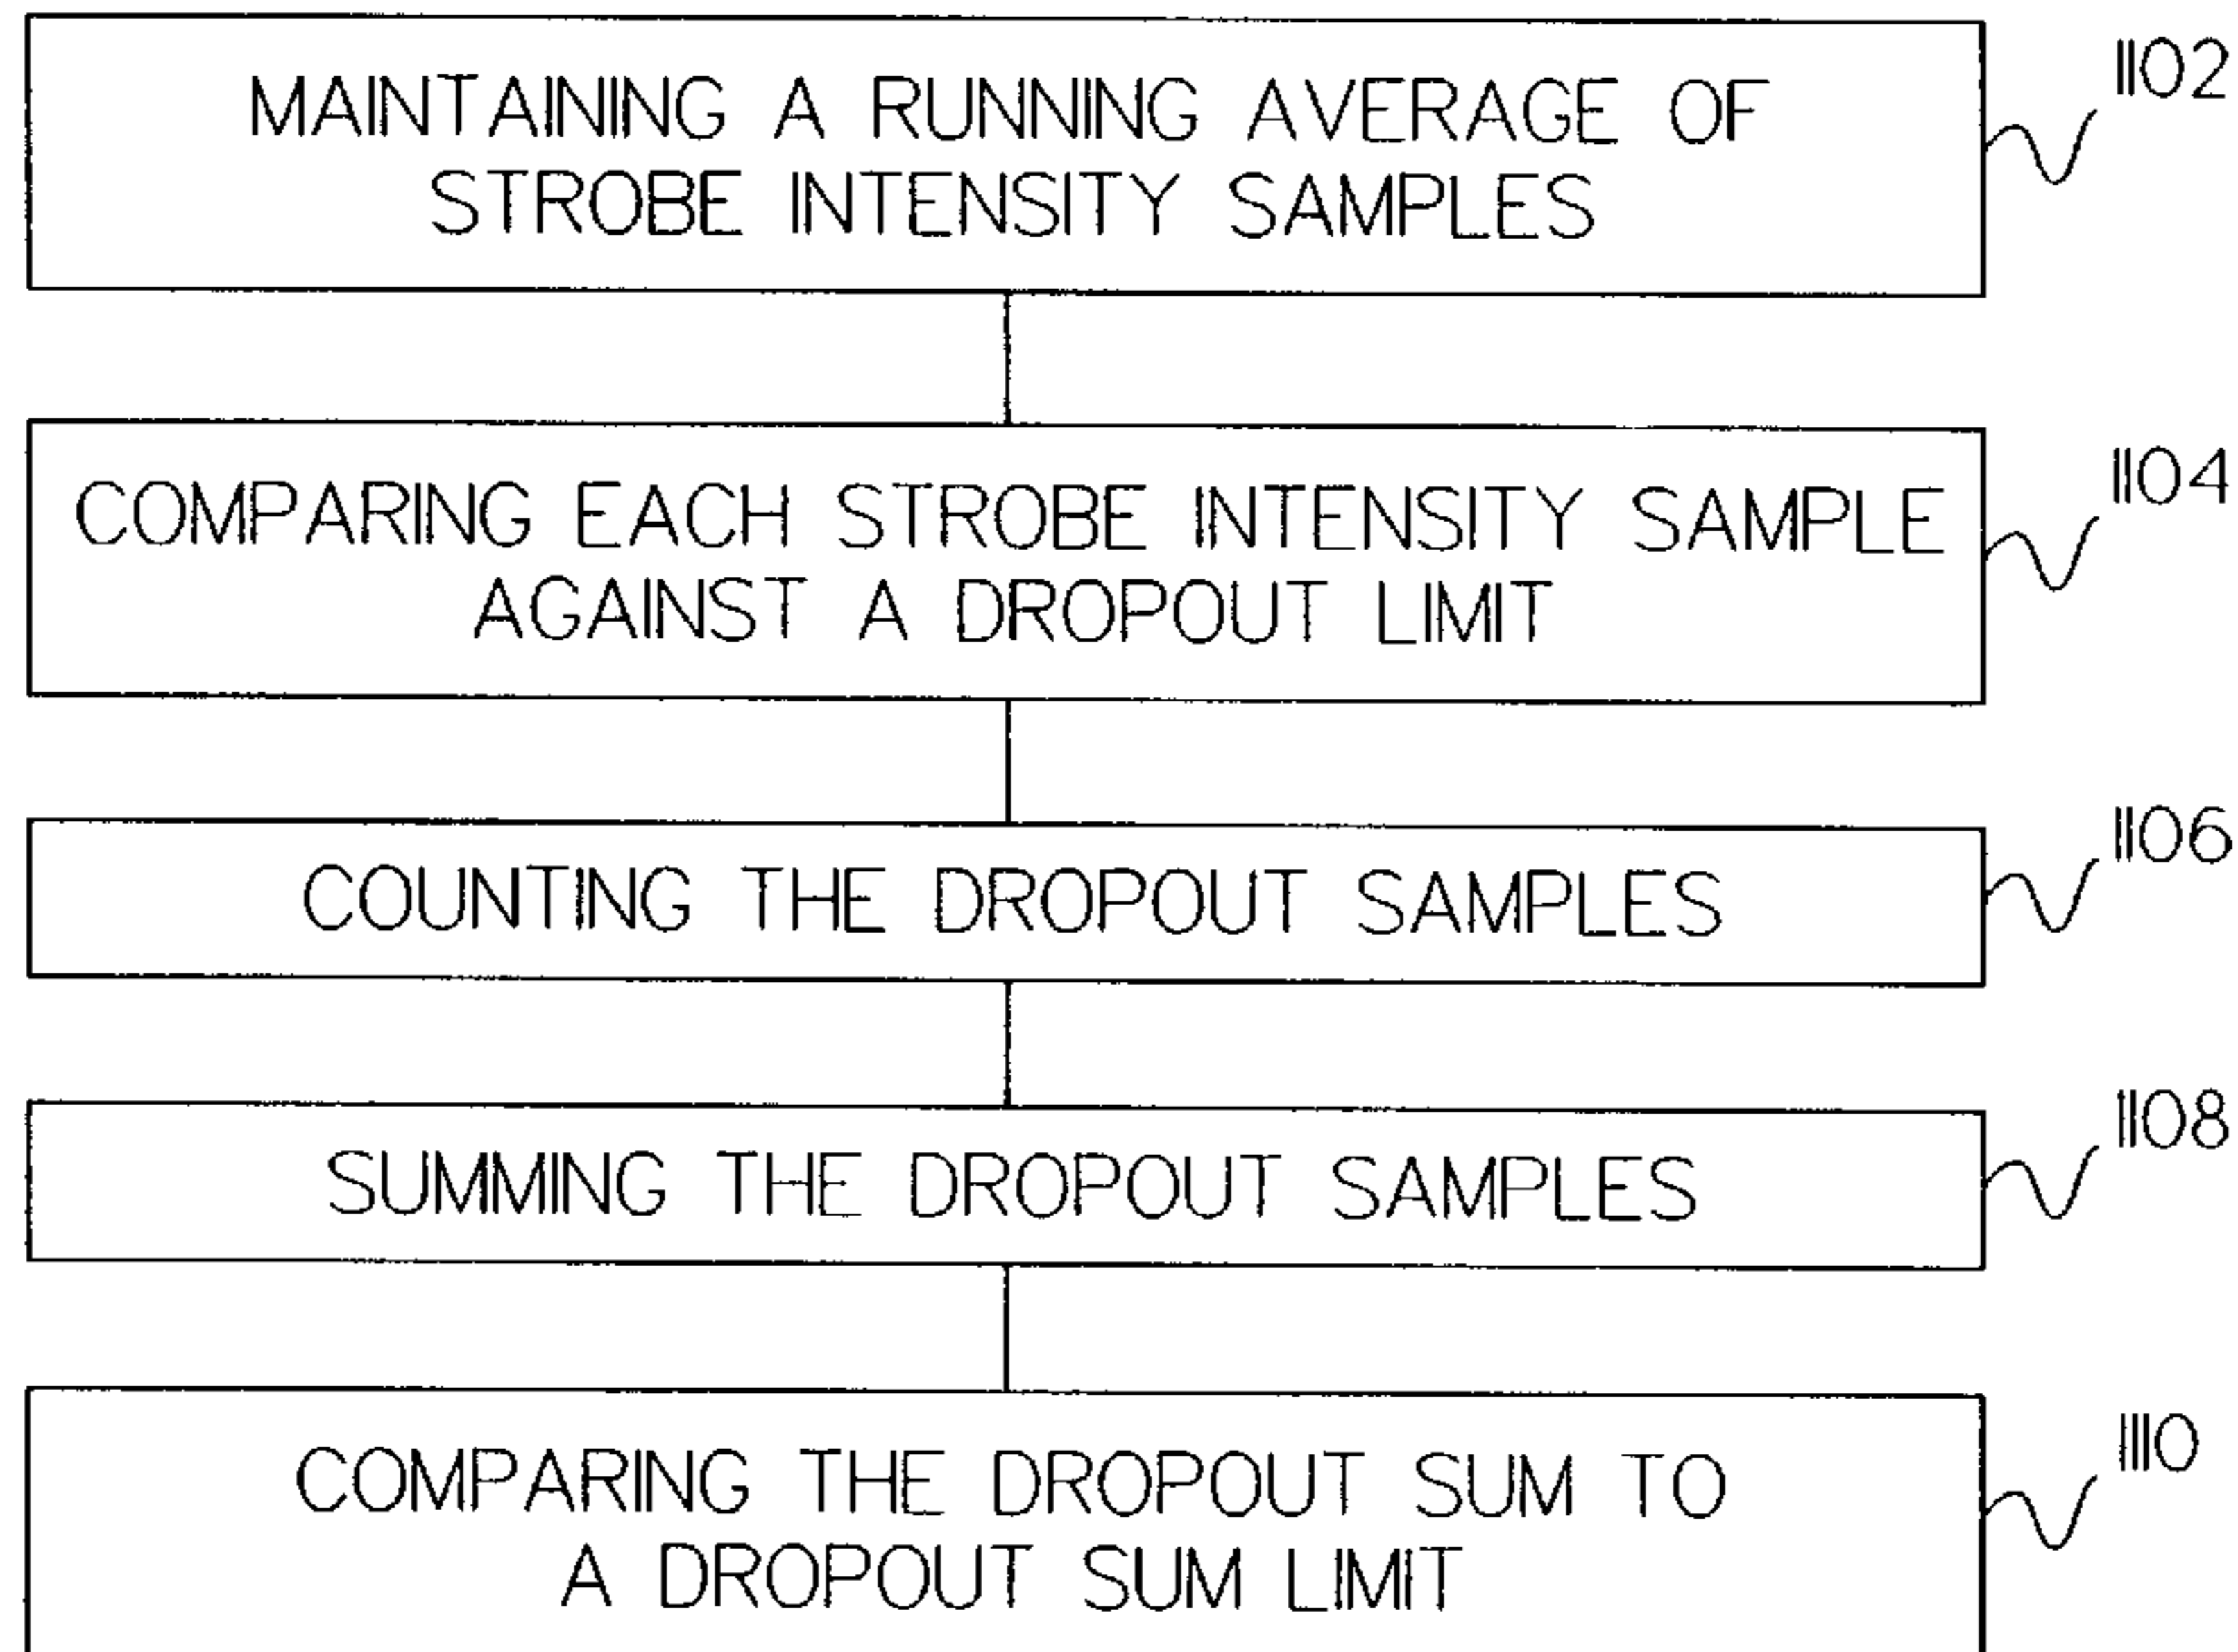 MAINTAINING A RUNNING AVERAGE OF
STROBE INTENSITY SAMPLES
1102
COMPARING EACH STROBE INTENSITY SAMPLE
AGAINST A DROPOUT LIMIT
1104
COUNTING THE DROPOUT SAMPLES
1106
SUMMING THE DROPOUT SAMPLES
1108
COMPARING THE DROPOUT SUM TO
A DROPOUT SUM LIMIT
1110